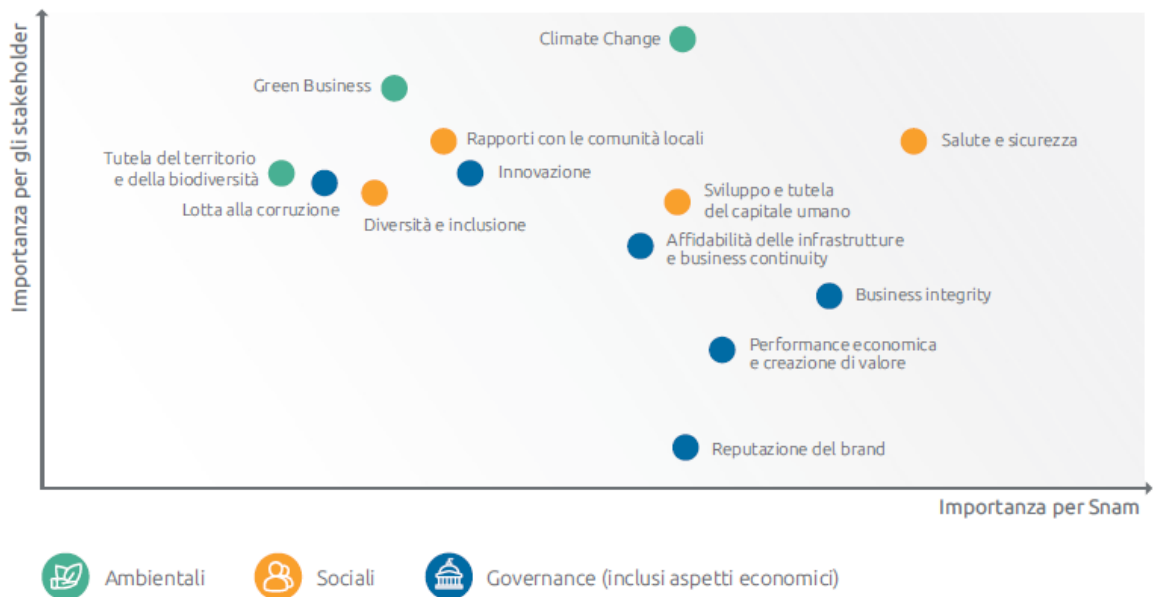 Importanza per gli stakeholder
Climate Change
Green Business
Rapporti con le comunità locali
Salute e sicurezza
Tutela del territorio
e della biodiversità
Innovazione
Lotta alla corruzione
Sviluppo e tutela
del capitale umano
Diversità e inclusione
Affidabilità delle infrastrutture
e business continuity
Business integrity
Performance economica
e creazione di valore
Reputazione del brand
Importanza per Snam
Ambientali
Sociali
Governance (inclusi aspetti economici)